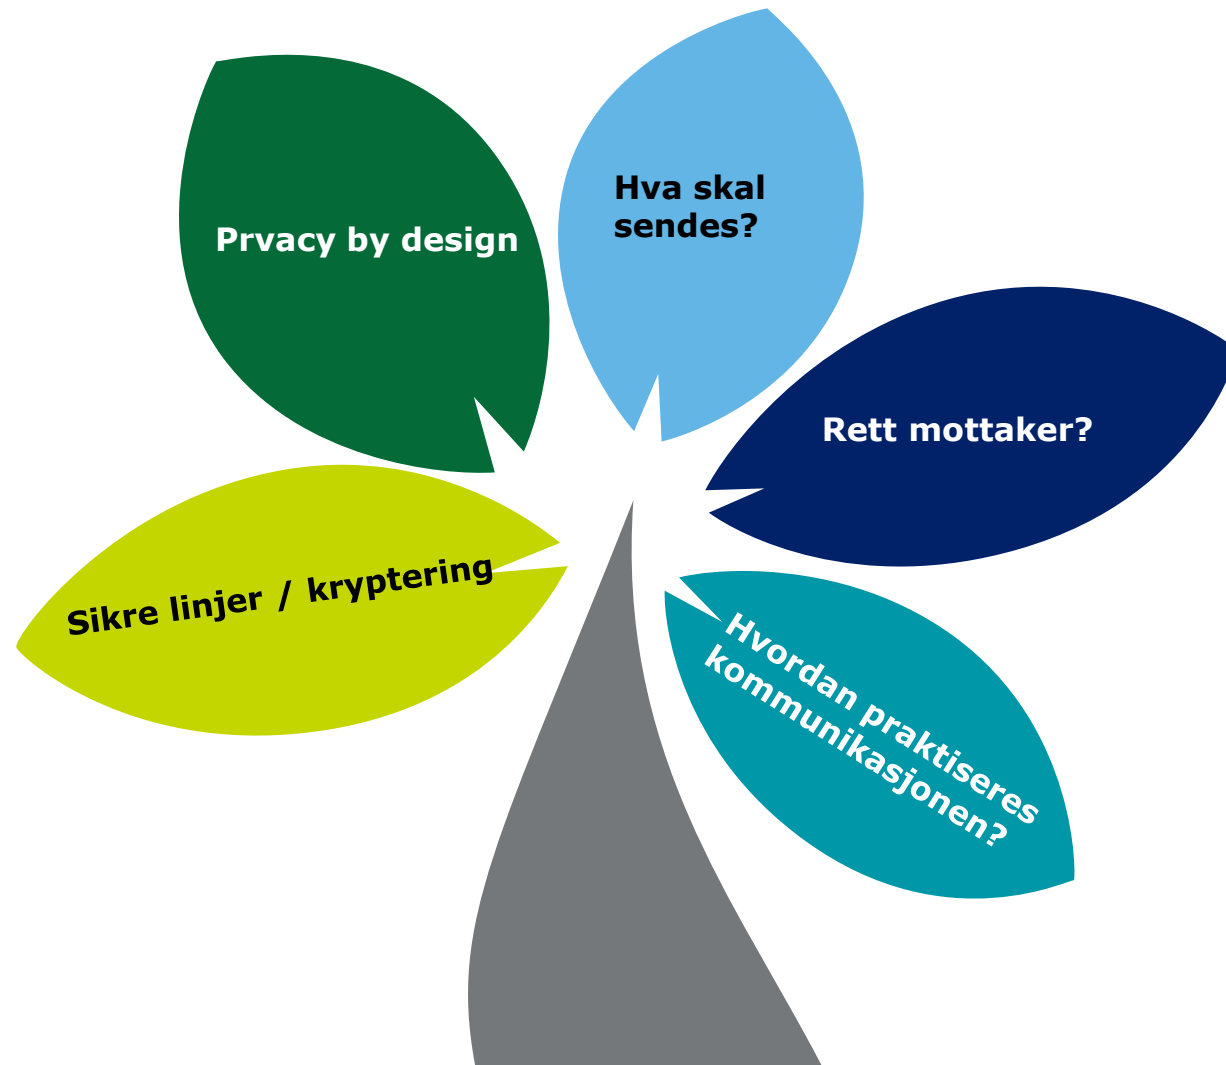 Hva skal
sendes?
Prvacy by design
Rett mottaker?
Sikre linjer / kryptering
Hvordan praktiseres
kommunikasjonen?